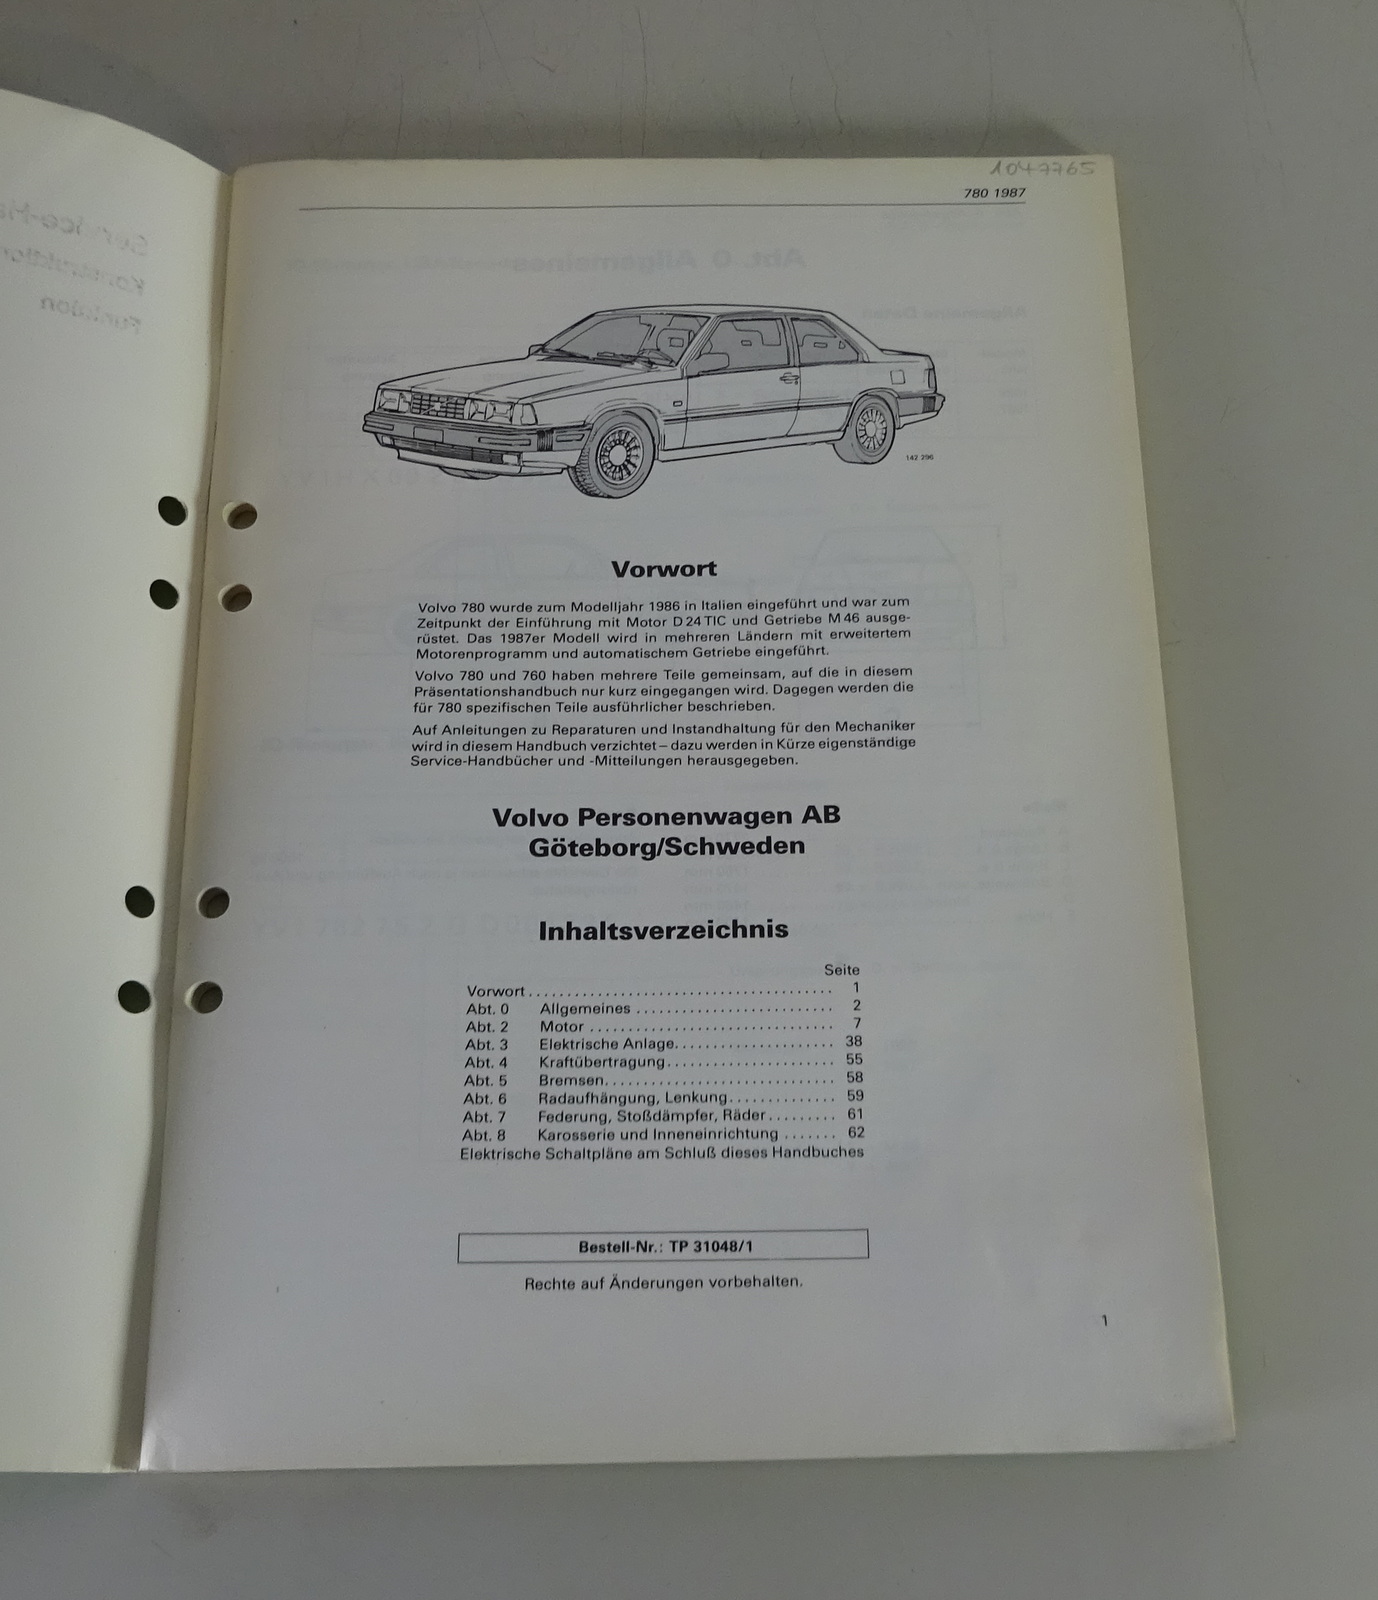 1047765
780 1987
142 296
Vorwort
Volvo 780 wurde zum Modelljahr 1986 in Italien eingeführt und war zum
Zeitpunkt der Einführung mit Motor D 24 TIC und Getriebe M 46 ausge-
rüstet. Das 1987er Modell wird in mehreren Ländern mit erweitertem
Motorenprogramm und automatischem Getriebe eingeführt.
Volvo 780 und 760 haben mehrere Teile gemeinsam, auf die in diesem
Präsentationshandbuch nur kurz eingegangen wird. Dagegen werden die
für 780 spezifischen Teile ausführlicher beschrieben.
Auf Anleitungen zu Reparaturen und Instandhaltung für den Mechaniker
wird in diesem Handbuch verzichtet – dazu werden in Kürze eigenständige
Service-Handbücher und -Mitteilungen herausgegeben.
Volvo Personenwagen AB
Göteborg/Schweden
Inhaltsverzeichnis
Seite
Vorwort ........................................ 1
Abt. 0 Allgemeines .......................... 2
Abt. 2 Motor ................................ 7
Abt. 3 Elektrische Anlage..................... 38
Abt. 4 Kraftübertragung...................... 55
Abt. 5 Bremsen.............................. 58
Abt. 6 Radaufhängung, Lenkung.............. 59
Abt. 7 Federung, Stoßdämpfer, Räder......... 61
Abt. 8 Karosserie und Inneneinrichtung ....... 62
Elektrische Schaltpläne am Schluß dieses Handbuches
Bestell-Nr.: TP 31048/1
Rechte auf Änderungen vorbehalten.
1